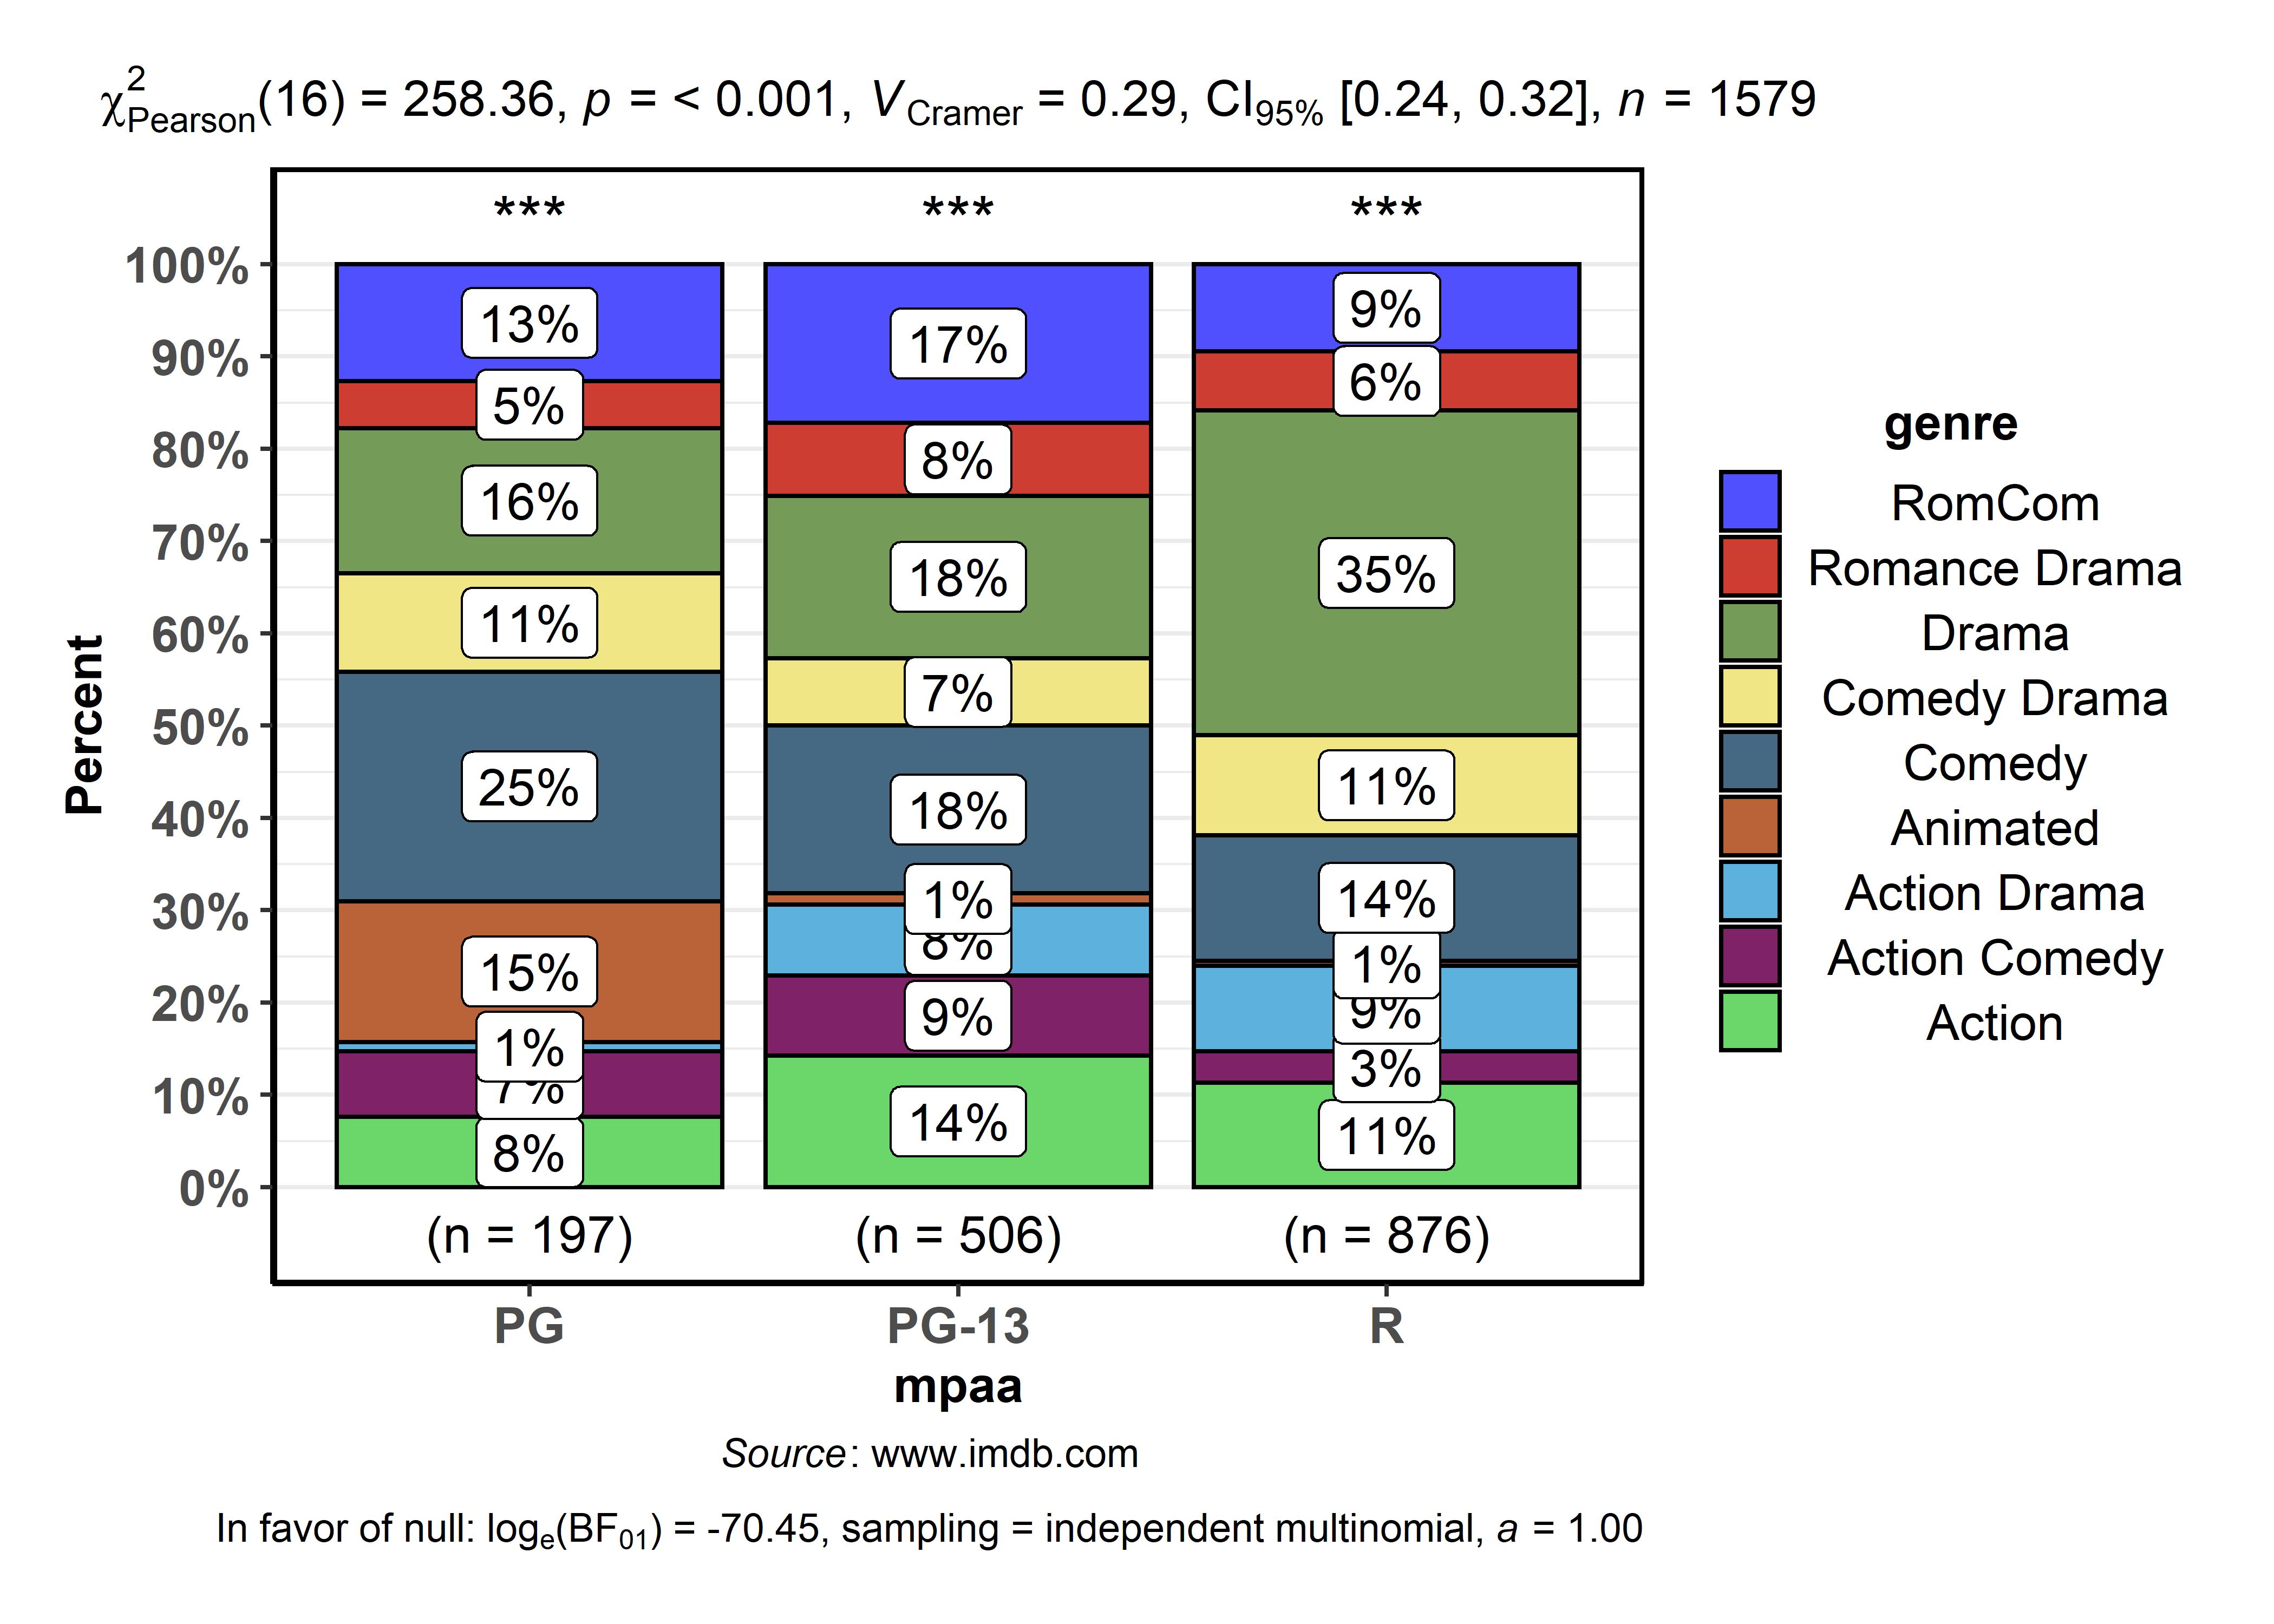 χ²Pearson(16) = 258.36, p = < 0.001, VCramer = 0.29, CI95% [0.24, 0.32], n = 1579
*** *** ***
100%
90%
80%
70%
60%
50%
40%
30%
20%
10%
0%
Percent
13%
5%
16%
11%
25%
15%
1%
7%
8%
(n = 197)
17%
8%
18%
7%
18%
1%
8%
9%
14%
(n = 506)
9%
6%
35%
11%
14%
1%
9%
3%
11%
(n = 876)
PG PG-13 R
mpaa
genre
RomCom
Romance Drama
Drama
Comedy Drama
Comedy
Animated
Action Drama
Action Comedy
Action
Source: www.imdb.com
In favor of null: loge(BF01) = -70.45, sampling = independent multinomial, a = 1.00